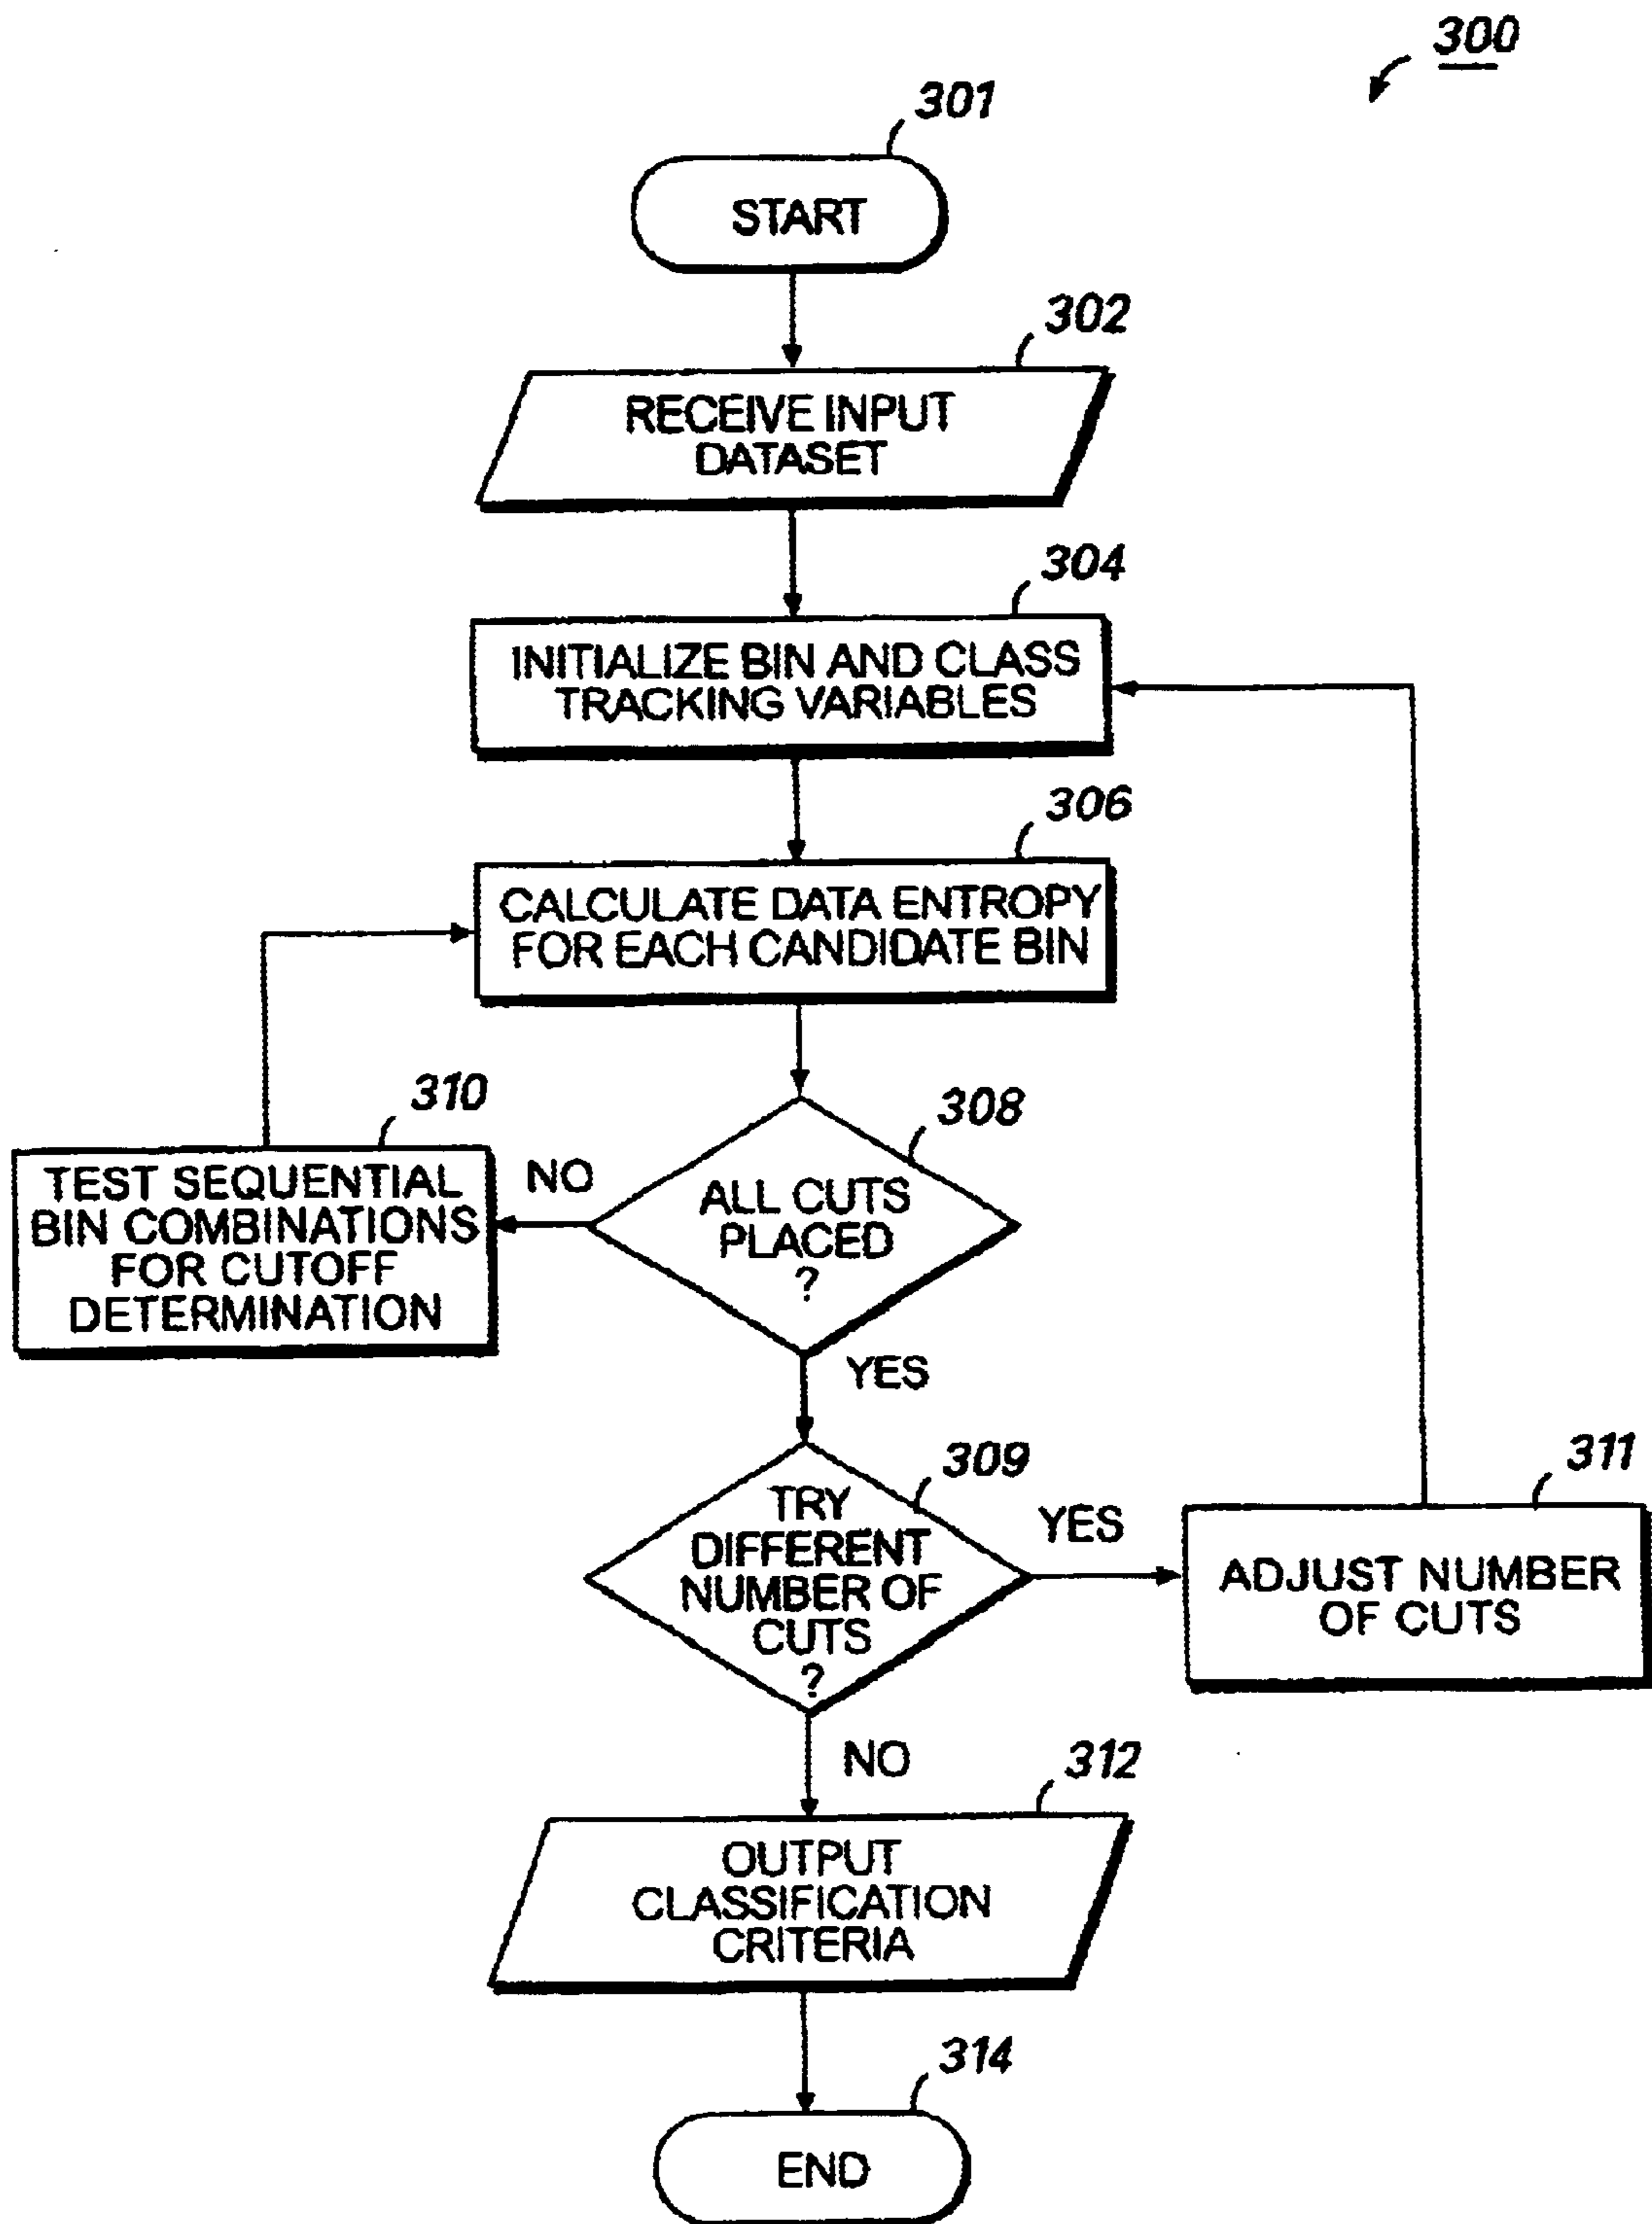 300
301
START
302
RECEIVE INPUT
DATASET
304
INITIALIZE BIN AND CLASS
TRACKING VARIABLES
306
CALCULATE DATA ENTROPY
FOR EACH CANDIDATE BIN
310
TEST SEQUENTIAL
BIN COMBINATIONS
FOR CUTOFF
DETERMINATION
NO
308
ALL CUTS
PLACED
?
YES
309
TRY
DIFFERENT
NUMBER OF
CUTS
?
YES
311
ADJUST NUMBER
OF CUTS
NO
312
OUTPUT
CLASSIFICATION
CRITERIA
314
END